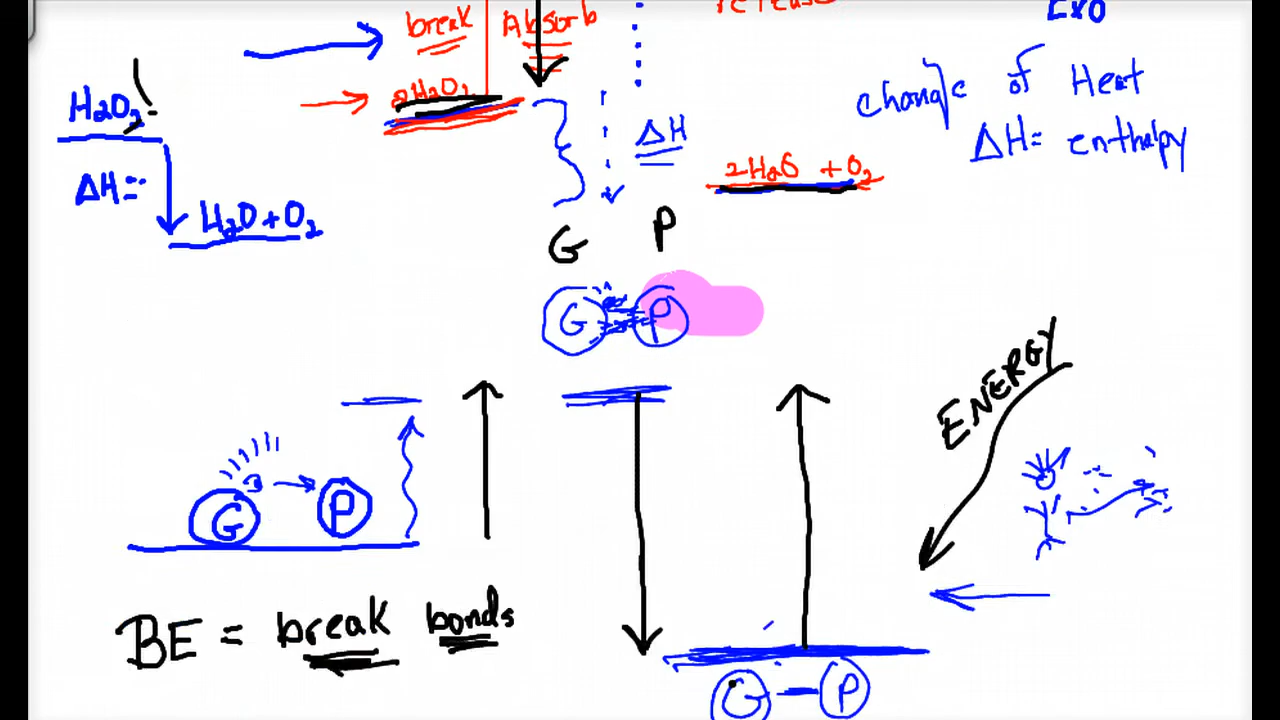 break Absorb
Exo
2H2O2
H2O2!
change of Heat
ΔH= enthalpy
ΔH
ΔH=
2H2O + O2
H2O + O2
G P
G P
ENERGY
G P
BE = break bonds
G - P